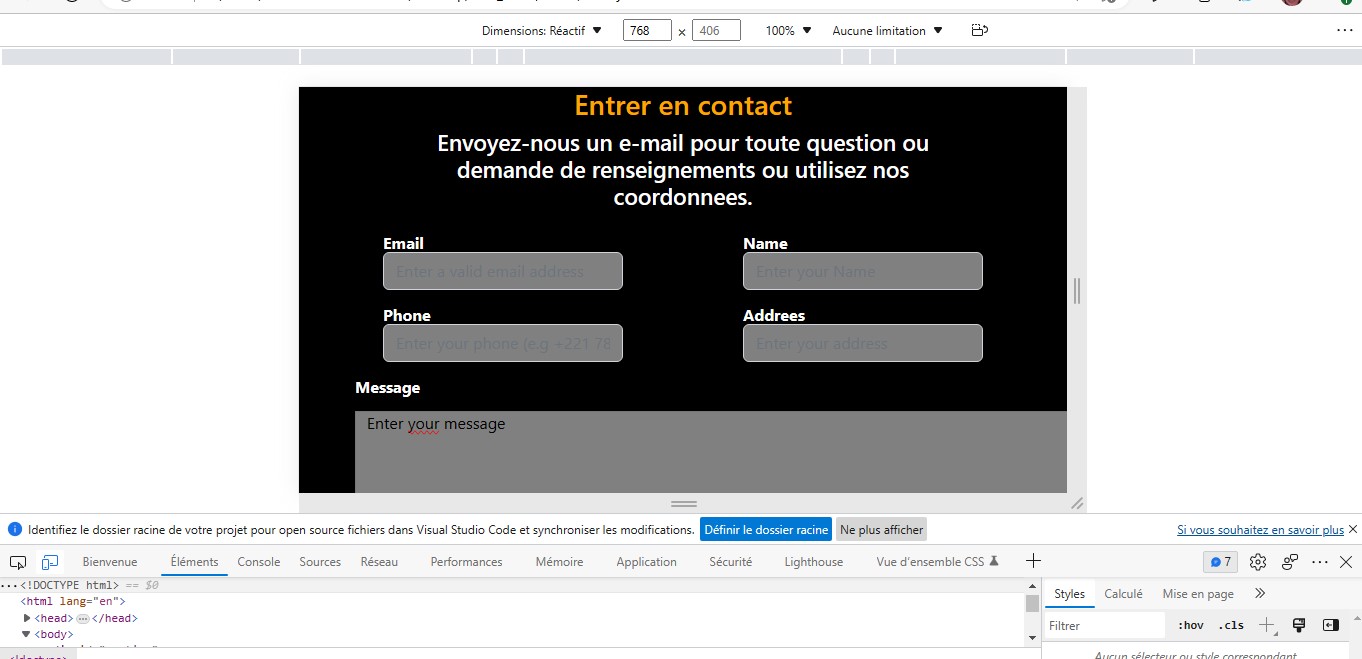 Dimensions: Réactif ▼ 768 × 406 100% ▼ Aucune limitation ▼
Entrer en contact
Envoyez-nous un e-mail pour toute question ou
demande de renseignements ou utilisez nos
coordonnees.
Email Name
Enter a valid email address Enter your Name
Phone Addrees
Enter your phone (e.g +221 78 Enter your address
Message
Enter your message
Identifiez le dossier racine de votre projet pour open source fichiers dans Visual Studio Code et synchroniser les modifications. Définir le dossier racine Ne plus afficher Si vous souhaitez en savoir plus
Bienvenue Éléments Console Sources Réseau Performances Mémoire Application Sécurité Lighthouse Vue d'ensemble CSS 7
<!DOCTYPE html> == $0
<html lang="en">
<head> </head>
<body>
Styles Calculé Mise en page
Filtrer :hov .cls
Aucun sélecteur ou style correspondant